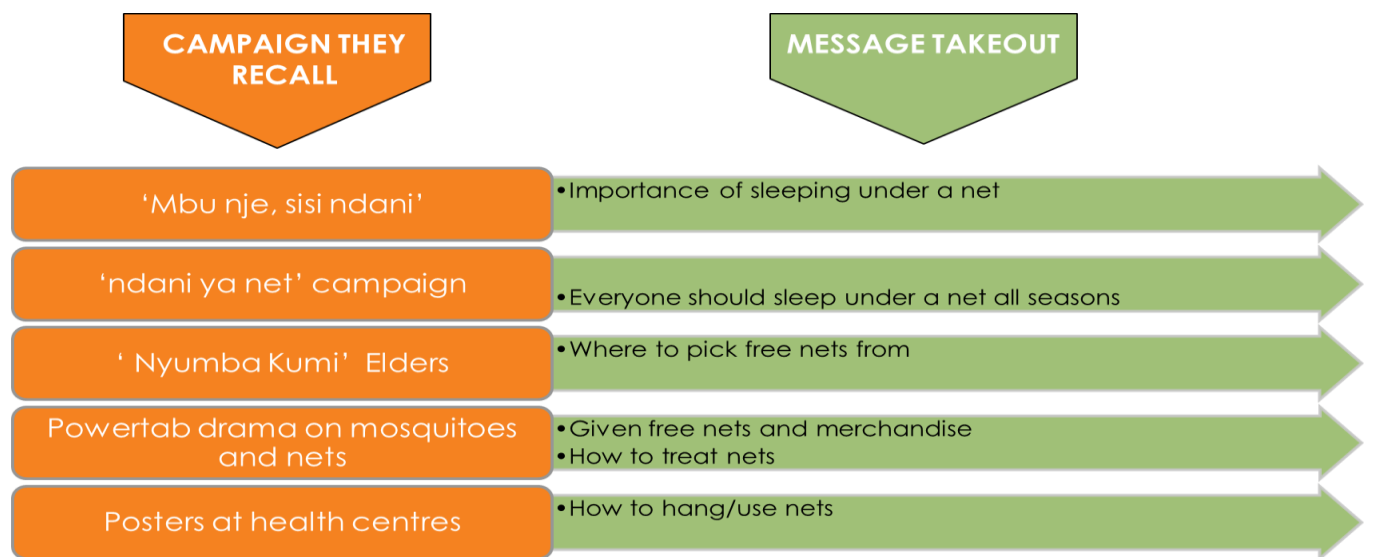 CAMPAIGN THEY
RECALL
MESSAGE TAKEOUT
‘Mbu nje, sisi ndani’
•Importance of sleeping under a net
‘ndani ya net’ campaign
•Everyone should sleep under a net all seasons
‘ Nyumba Kumi’ Elders
•Where to pick free nets from
Powertab drama on mosquitoes
and nets
•Given free nets and merchandise
•How to treat nets
Posters at health centres
•How to hang/use nets